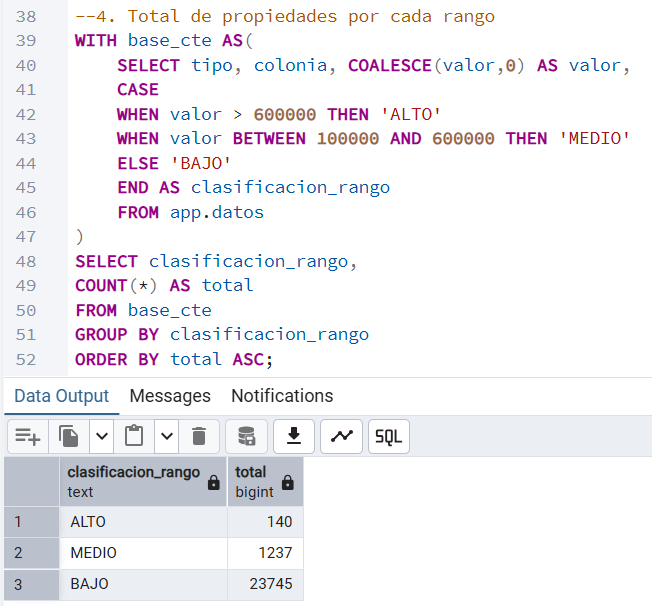 38 --4. Total de propiedades por cada rango
39 WITH base_cte AS(
40 SELECT tipo, colonia, COALESCE(valor,0) AS valor,
41 CASE
42 WHEN valor > 600000 THEN 'ALTO'
43 WHEN valor BETWEEN 100000 AND 600000 THEN 'MEDIO'
44 ELSE 'BAJO'
45 END AS clasificacion_rango
46 FROM app.datos
47 )
48 SELECT clasificacion_rango,
49 COUNT(*) AS total
50 FROM base_cte
51 GROUP BY clasificacion_rango
52 ORDER BY total ASC;
Data Output Messages Notifications
SQL
clasificacion_rango total
text bigint
1 ALTO 140
2 MEDIO 1237
3 BAJO 23745